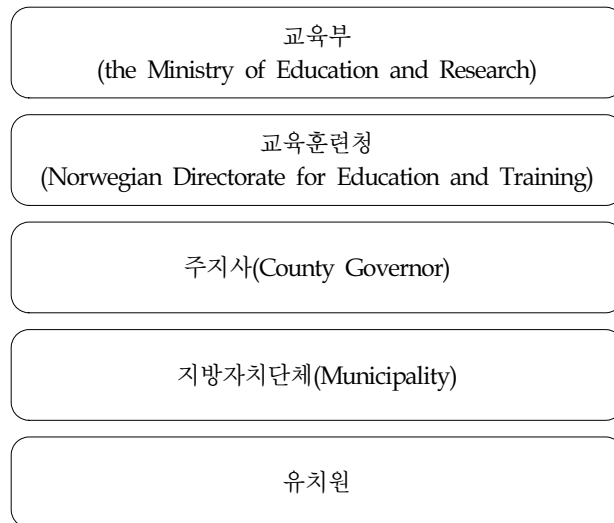 교육부
(the Ministry of Education and Research)
교육훈련청
(Norwegian Directorate for Education and Training)
주지사(County Governor)
지방자치단체(Municipality)
유치원